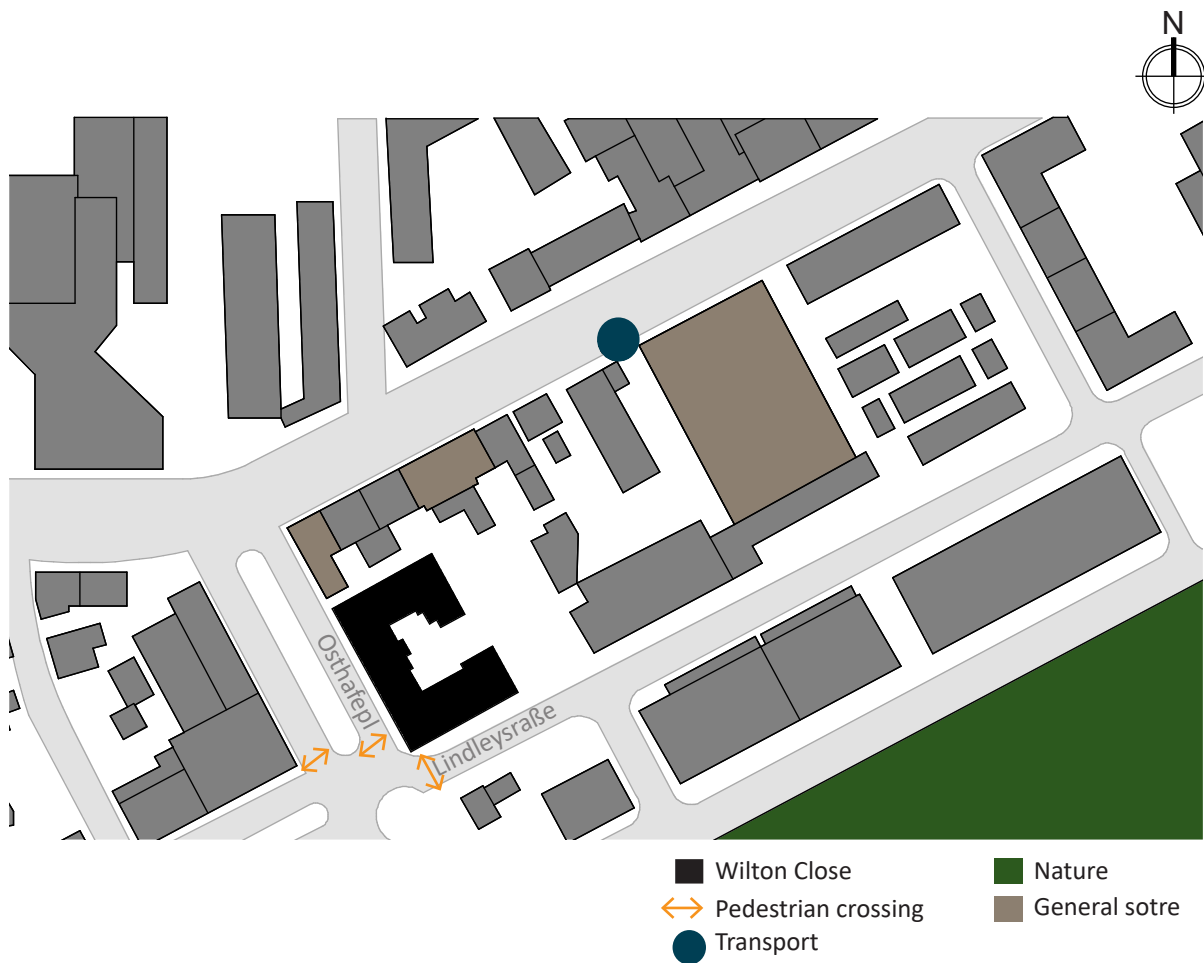 N
Osthafepl
Lindleysraße
Wilton Close
Pedestrian crossing
Transport
Nature
General sotre